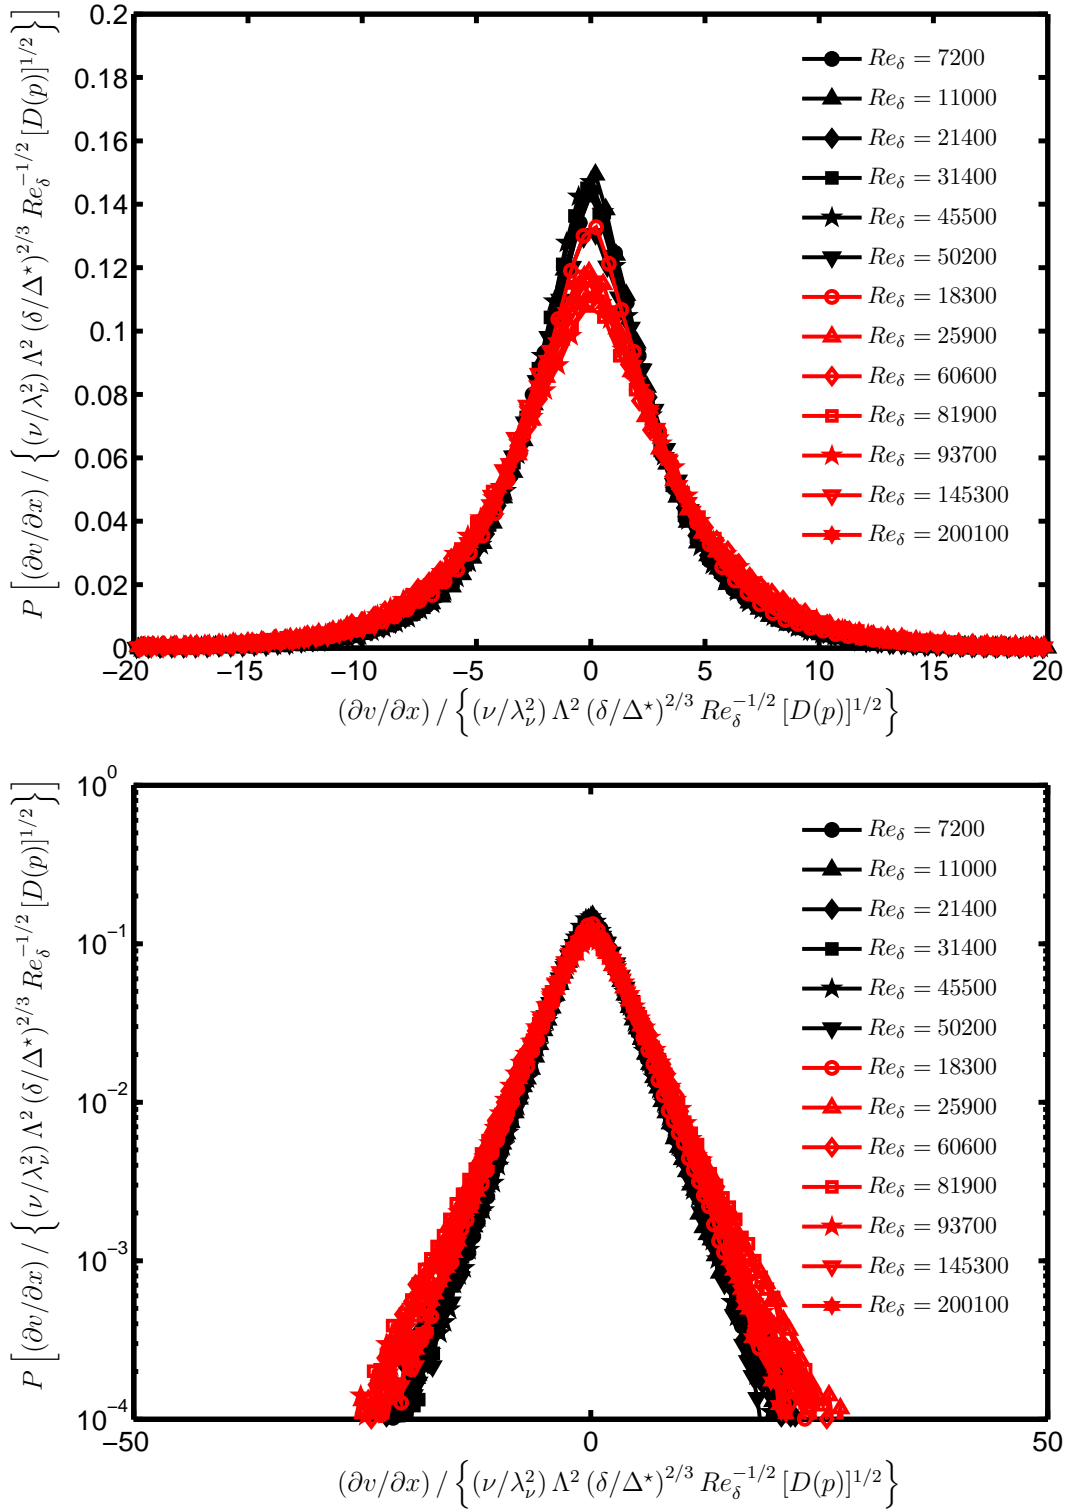 P [(∂v/∂x) / {(ν/λ_ν^2) Λ^2 (δ/Δ^⋆)^{2/3} Re_δ^{-1/2} [D(p)]^{1/2}}]
0.2
0.18
0.16
0.14
0.12
0.1
0.08
0.06
0.04
0.02
0
Re_δ = 7200
Re_δ = 11000
Re_δ = 21400
Re_δ = 31400
Re_δ = 45500
Re_δ = 50200
Re_δ = 18300
Re_δ = 25900
Re_δ = 60600
Re_δ = 81900
Re_δ = 93700
Re_δ = 145300
Re_δ = 200100
−20 −15 −10 −5 0 5 10 15 20
(∂v/∂x) / {(ν/λ_ν^2) Λ^2 (δ/Δ^⋆)^{2/3} Re_δ^{-1/2} [D(p)]^{1/2}}
P [(∂v/∂x) / {(ν/λ_ν^2) Λ^2 (δ/Δ^⋆)^{2/3} Re_δ^{-1/2} [D(p)]^{1/2}}]
10^0
10^{−1}
10^{−2}
10^{−3}
10^{−4}
Re_δ = 7200
Re_δ = 11000
Re_δ = 21400
Re_δ = 31400
Re_δ = 45500
Re_δ = 50200
Re_δ = 18300
Re_δ = 25900
Re_δ = 60600
Re_δ = 81900
Re_δ = 93700
Re_δ = 145300
Re_δ = 200100
−50 0 50
(∂v/∂x) / {(ν/λ_ν^2) Λ^2 (δ/Δ^⋆)^{2/3} Re_δ^{-1/2} [D(p)]^{1/2}}